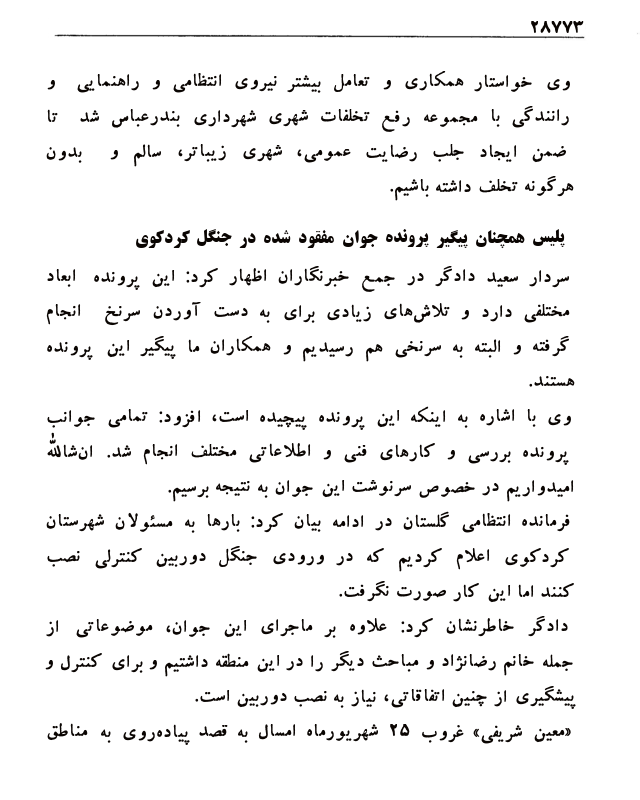 ۲۸۷۷۳
وی خواستار همکاری و تعامل بیشتر نیروی انتظامی و راهنمایی و
رانندگی با مجموعه رفع تخلفات شهری شهرداری بندرعباس شد تا
ضمن ایجاد جلب رضایت عمومی، شهری زیباتر، سالم و بدون
هرگونه تخلف داشته باشیم.
پلیس همچنان پیگیر پرونده جوان مفقود شده در جنگل کردکوی
سردار سعید دادگر در جمع خبرنگاران اظهار کرد: این پرونده ابعاد
مختلفی دارد و تلاش‌های زیادی برای به دست آوردن سرنخ انجام
گرفته و البته به سرنخی هم رسیدیم و همکاران ما پیگیر این پرونده
هستند.
وی با اشاره به اینکه این پرونده پیچیده است، افزود: تمامی جوانب
پرونده بررسی و کارهای فنی و اطلاعاتی مختلف انجام شد. ان‌شالله
امیدواریم در خصوص سرنوشت این جوان به نتیجه برسیم.
فرمانده انتظامی گلستان در ادامه بیان کرد: بارها به مسئولان شهرستان
کردکوی اعلام کردیم که در ورودی جنگل دوربین کنترلی نصب
کنند اما این کار صورت نگرفت.
دادگر خاطرنشان کرد: علاوه بر ماجرای این جوان، موضوعاتی از
جمله خانم رضانژاد و مباحث دیگر را در این منطقه داشتیم و برای کنترل و
پیشگیری از چنین اتفاقاتی، نیاز به نصب دوربین است.
«معین شریفی» غروب ۲۵ شهریورماه امسال به قصد پیاده‌روی به مناطق